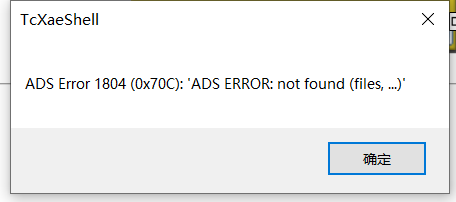 TcXaeShell
ADS Error 1804 (0x70C): 'ADS ERROR: not found (files, ...)'
确定